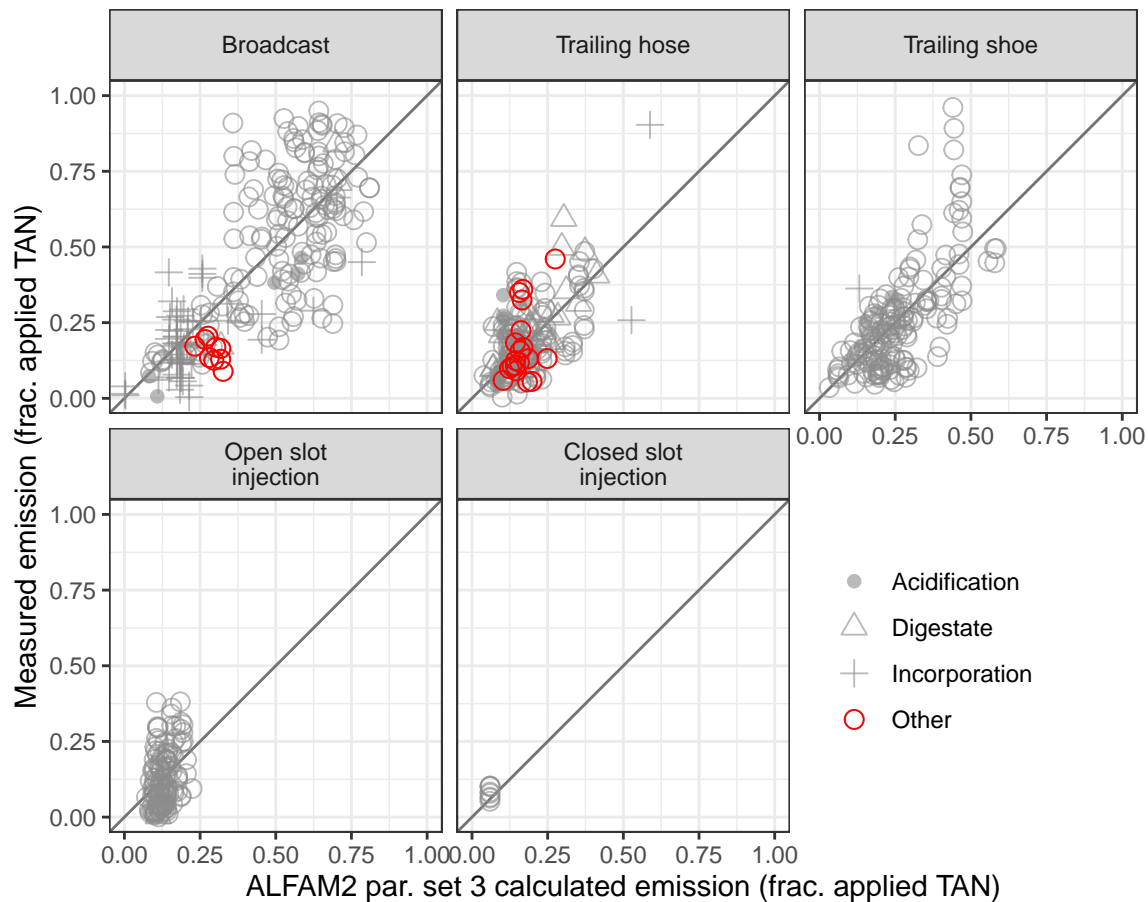 Broadcast
Trailing hose
Trailing shoe
1.00
0.75
0.50
0.25
0.00
0.00 0.25 0.50 0.75 1.00
Open slot
injection
Closed slot
injection
1.00
0.75
0.50
0.25
0.00
0.00 0.25 0.50 0.75 1.00
0.00 0.25 0.50 0.75 1.00
Measured emission (frac. applied TAN)
ALFAM2 par. set 3 calculated emission (frac. applied TAN)
Acidification
Digestate
Incorporation
Other